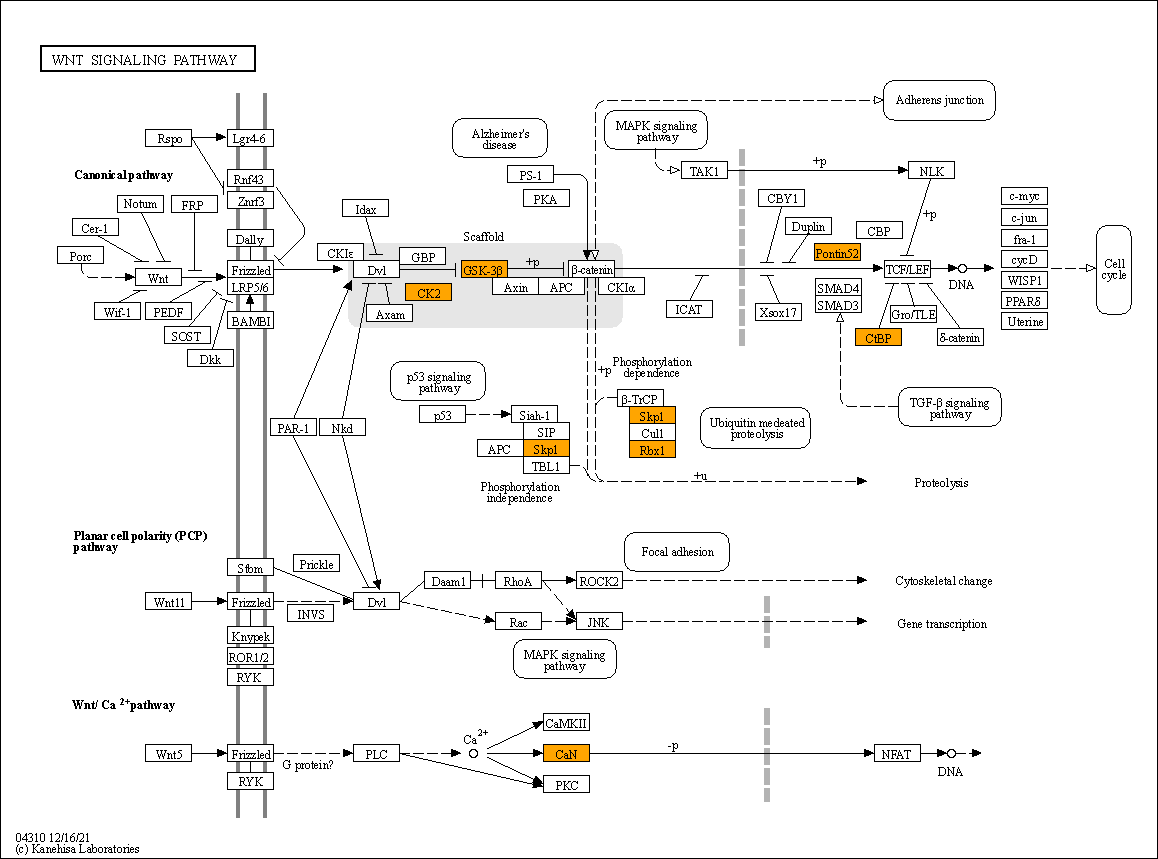 WNT SIGNALING PATHWAY
Adherens junction
MAPK signaling
pathway
Alzheimer's
disease
Rspo
Lgr4-6
+p
TAK1
NLK
PS-1
PKA
Canonical pathway
Rnf43
Znrf3
Notum
FRP
Idax
CBY1
+p
c-myc
c-jun
fra-1
cycD
WISP1
PPARδ
Uterine
Cell
cycle
Cer-1
Dally
Scaffold
Duplin
CBP
Porc
CKIε
GBP
Pontin52
Wnt
Frizzled
LRP5/6
Dvl
GSK-3β
+p
β-catenin
TCF/LEF
DNA
Axin
APC
CKIα
CK2
SMAD4
SMAD3
Wif-1
PEDF
BAMBI
Axam
ICAT
Xsox17
Gro/TLE
SOST
CtBP
δ-catenin
Dkk
Phosphorylation
dependence
+p
p53 signaling
pathway
β-TrCP
Skp1
Cul1
Rbx1
TGF-β signaling
pathway
p53
Siah-1
SIP
APC
Skp1
TBL1
Ubiquitin medeated
proteolysis
PAR-1
Nkd
+u
Proteolysis
Phosphorylation
independence
Planar cell polarity (PCP)
pathway
Focal adhesion
Stbm
Prickle
Daam1
RhoA
ROCK2
Cytoskeletal change
Wnt11
Frizzled
INVS
Dvl
Rac
JNK
Gene transcription
Knypek
ROR1/2
RYK
MAPK signaling
pathway
Wnt/ Ca 2+pathway
Ca2+
CaMKII
Wnt5
Frizzled
G protein?
PLC
CaN
-p
NFAT
DNA
RYK
PKC
04310 12/16/21
(c) Kanehisa Laboratories